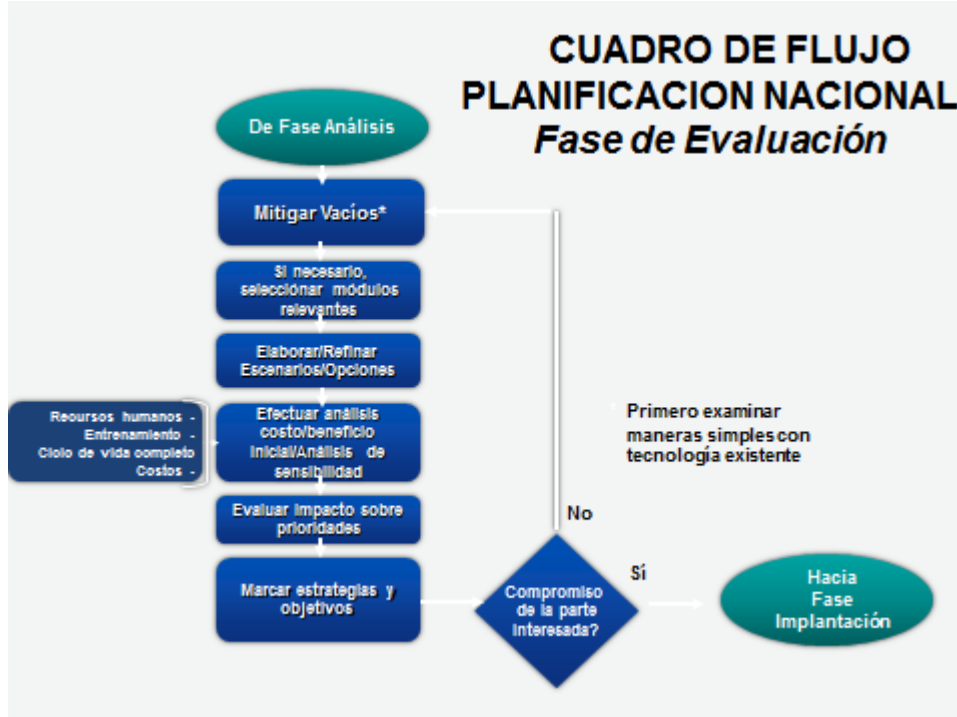 CUADRO DE FLUJO
PLANIFICACION NACIONAL
Fase de Evaluación
De Fase Análisis
Mitigar Vacíos*
Si necesario,
selecciónar módulos
relevantes
Elaborar/Refinar
Escenarios/Opciones
Recursos humanos -
Entrenamiento -
Ciclo de vida completo
Costos -
Efectuar análisis
costo/beneficio
Inicial/Análisis de
sensibilidad
Evaluar Impacto sobre
prioridades
Marcar estrategias y
objetivos
Compromiso
de la parte
Interesada?
No
Sí
* Primero examinar
maneras simples con
tecnología existente
Hacia
Fase
Implantación